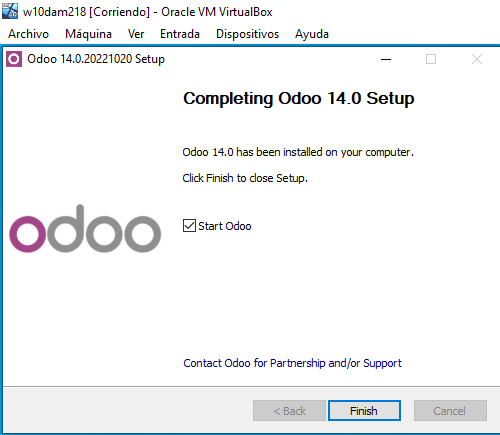 w10dam218 [Corriendo] - Oracle VM VirtualBox
Archivo Máquina Ver Entrada Dispositivos Ayuda
Odoo 14.0.20221020 Setup
Completing Odoo 14.0 Setup
Odoo 14.0 has been installed on your computer.
Click Finish to close Setup.
odoo
Start Odoo
Contact Odoo for Partnership and/or Support
< Back Finish Cancel